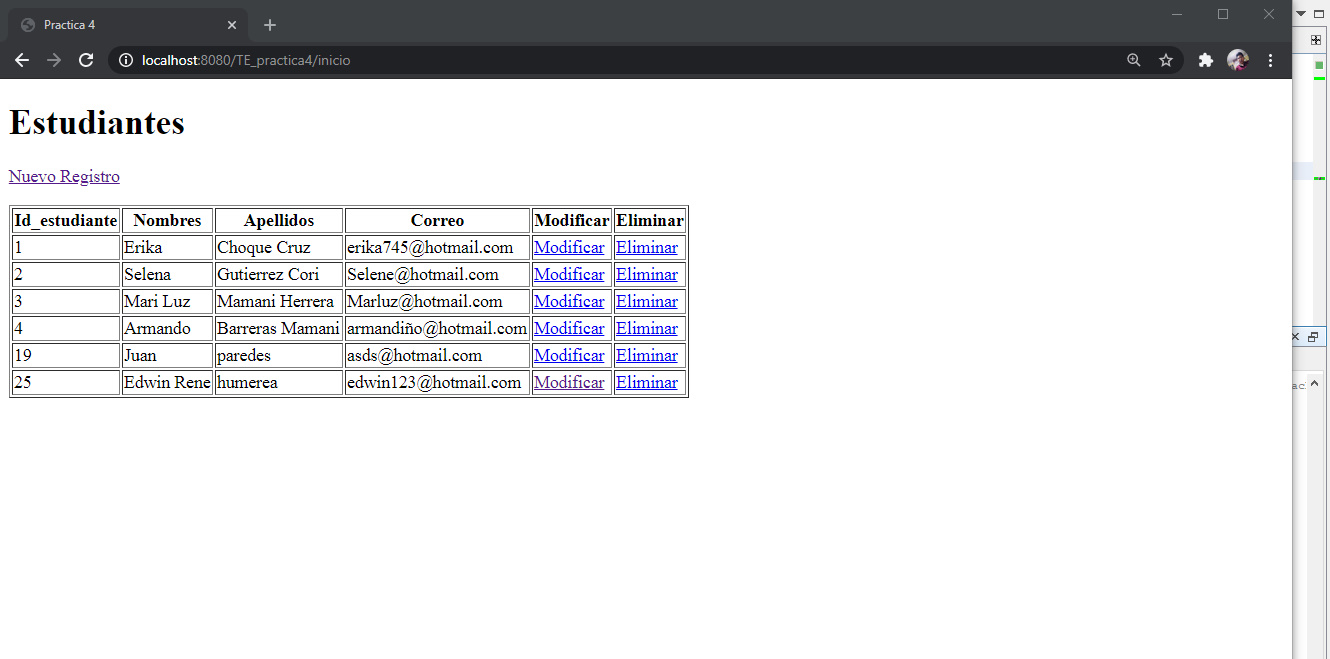 Practica 4
localhost:8080/TE_practica4/inicio
Estudiantes
Nuevo Registro
Id_estudiante Nombres Apellidos Correo Modificar Eliminar
1 Erika Choque Cruz erika745@hotmail.com Modificar Eliminar
2 Selena Gutierrez Cori Selene@hotmail.com Modificar Eliminar
3 Mari Luz Mamani Herrera Marluz@hotmail.com Modificar Eliminar
4 Armando Barreras Mamani armandiño@hotmail.com Modificar Eliminar
19 Juan paredes asds@hotmail.com Modificar Eliminar
25 Edwin Rene humerea edwin123@hotmail.com Modificar Eliminar